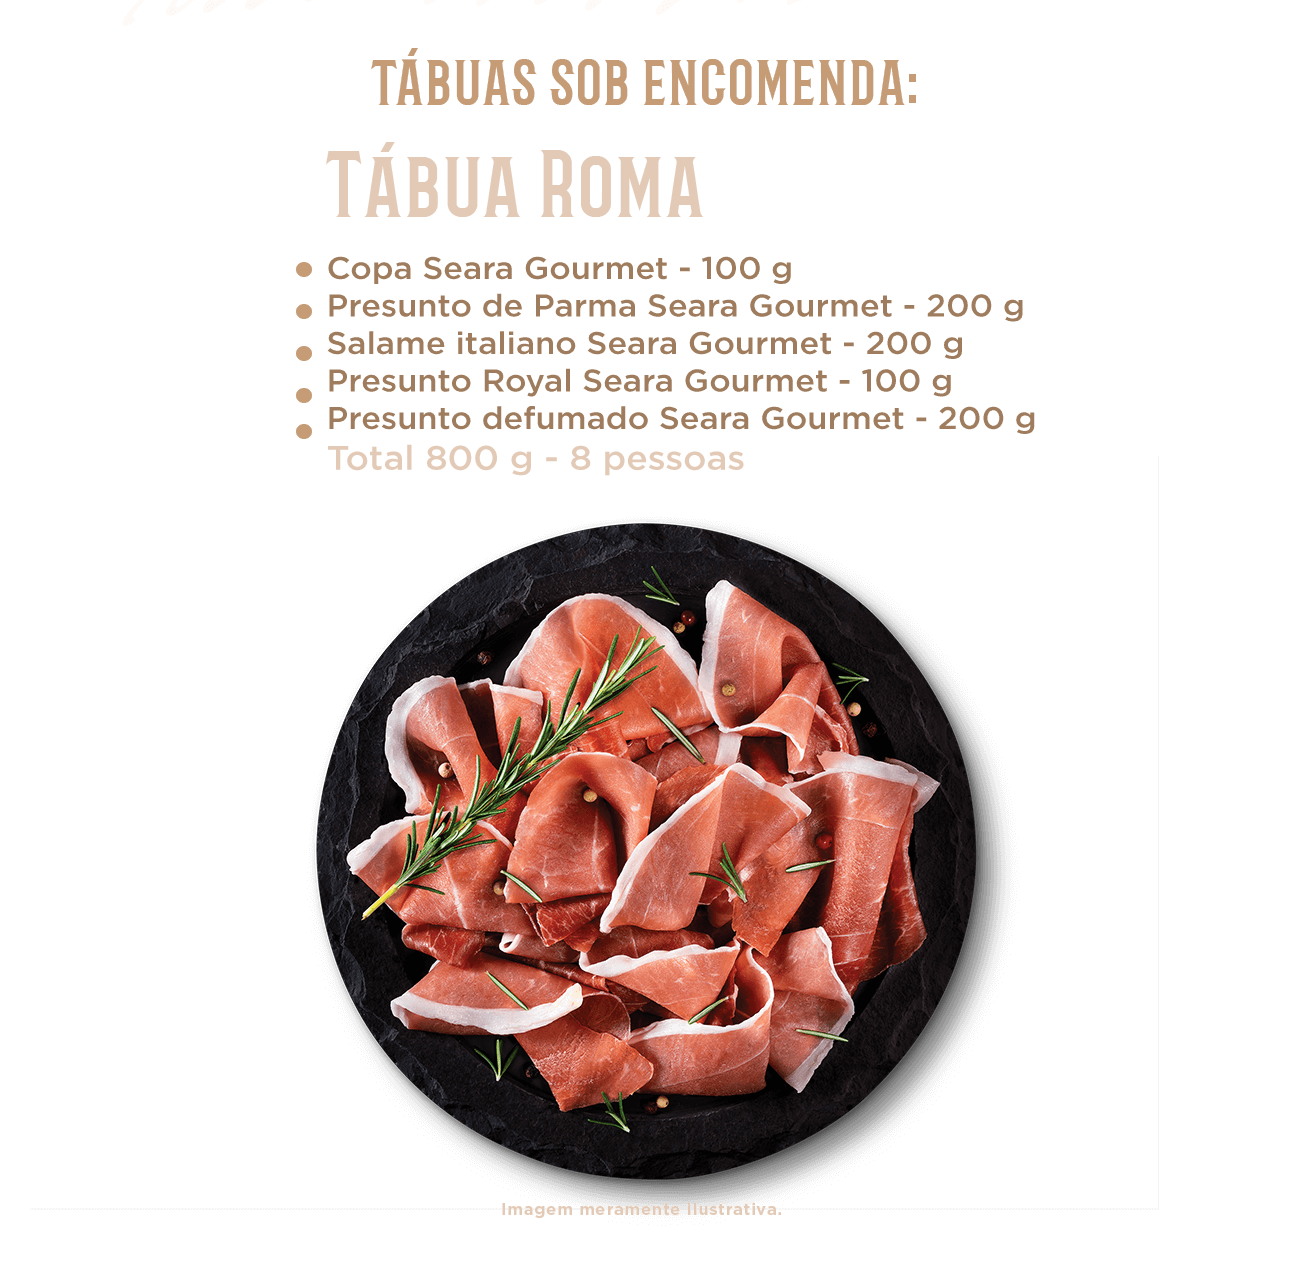 TÁBUAS SOB ENCOMENDA:
TÁBUA ROMA
Copa Seara Gourmet - 100 g
Presunto de Parma Seara Gourmet - 200 g
Salame italiano Seara Gourmet - 200 g
Presunto Royal Seara Gourmet - 100 g
Presunto defumado Seara Gourmet - 200 g
Total 800 g - 8 pessoas
Imagem meramente Ilustrativa.